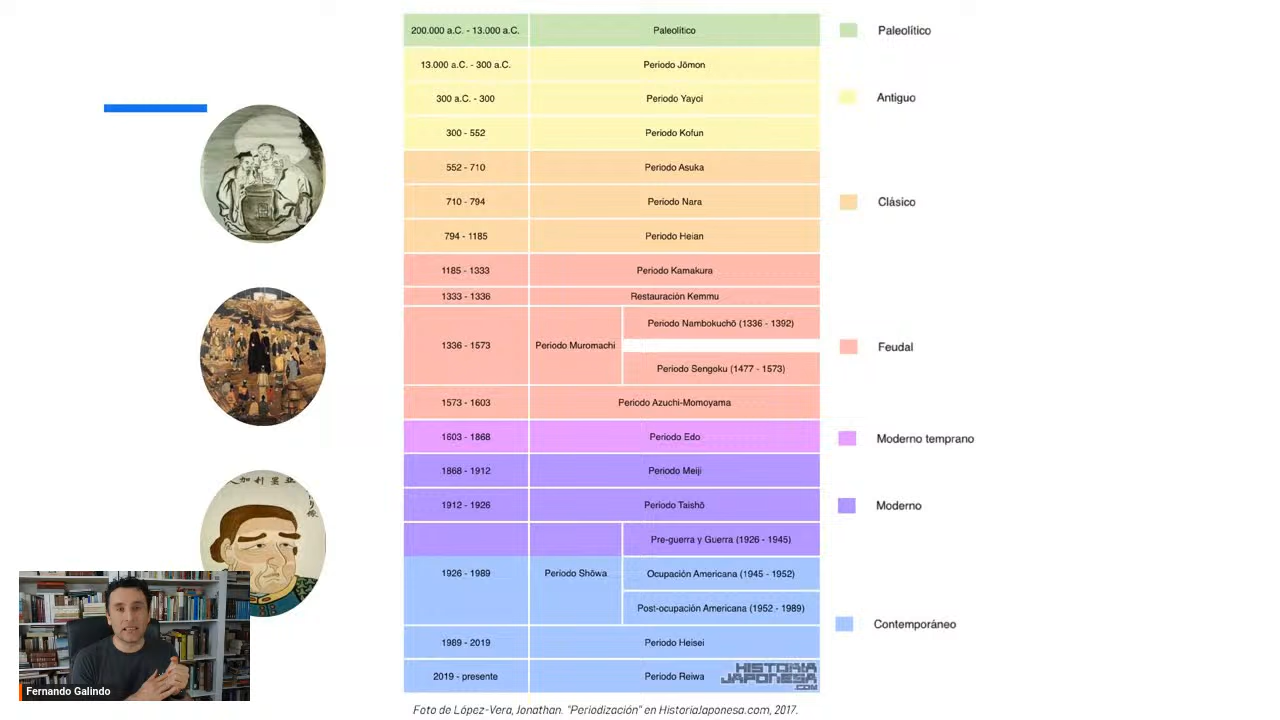 200.000 a.C. - 13.000 a.C. Paleolítico
13.000 a.C. - 300 a.C. Periodo Jōmon
300 a.C. - 300 Periodo Yayoi
300 - 552 Periodo Kofun
552 - 710 Periodo Asuka
710 - 794 Periodo Nara
794 - 1185 Periodo Heian
1185 - 1333 Periodo Kamakura
1333 - 1336 Restauración Kemmu
1336 - 1573 Periodo Muromachi
Periodo Nambokuchō (1336 - 1392)
Periodo Sengoku (1477 - 1573)
1573 - 1603 Periodo Azuchi-Momoyama
1603 - 1868 Periodo Edo
1868 - 1912 Periodo Meiji
1912 - 1926 Periodo Taishō
1926 - 1989 Periodo Shōwa
Pre-guerra y Guerra (1926 - 1945)
Ocupación Americana (1945 - 1952)
Post-ocupación Americana (1952 - 1989)
1989 - 2019 Periodo Heisei
2019 - presente Periodo Reiwa
HISTORIA
JAPONESA
.COM
Paleolítico
Antiguo
Clásico
Feudal
Moderno temprano
Moderno
Contemporáneo
加利墨亞
Fernando Galindo
Foto de López-Vera, Jonathan. "Periodización" en HistoriaJaponesa.com, 2017.